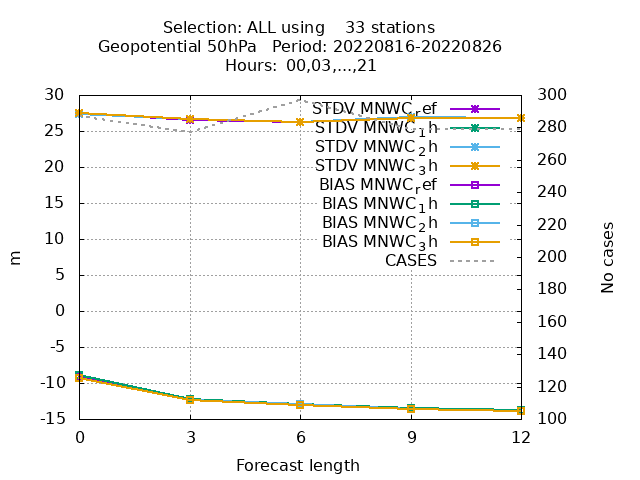 Selection: ALL using 33 stations
Geopotential 50hPa Period: 20220816-20220826
Hours: 00,03,...,21
30
25
20
15
10
5
0
-5
-10
-15
m
300
280
260
240
220
200
180
160
140
120
100
No cases
STDV MNWC_ref
STDV MNWC_1h
STDV MNWC_2h
STDV MNWC_3h
BIAS MNWC_ref
BIAS MNWC_1h
BIAS MNWC_2h
BIAS MNWC_3h
CASES
0 3 6 9 12
Forecast length